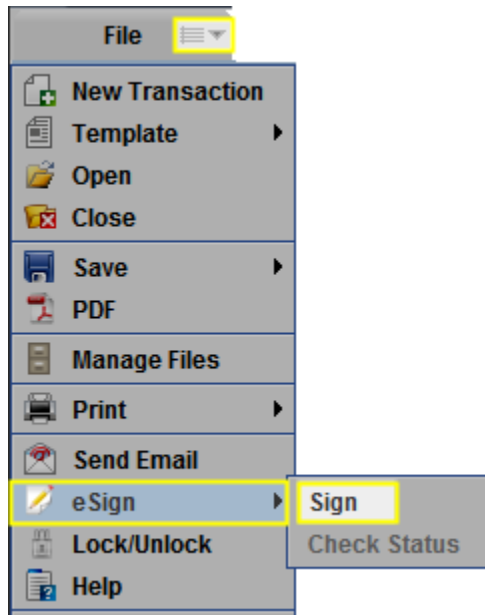 File
New Transaction
Template
Open
Close
Save
PDF
Manage Files
Print
Send Email
eSign
Sign
Lock/Unlock
Check Status
Help